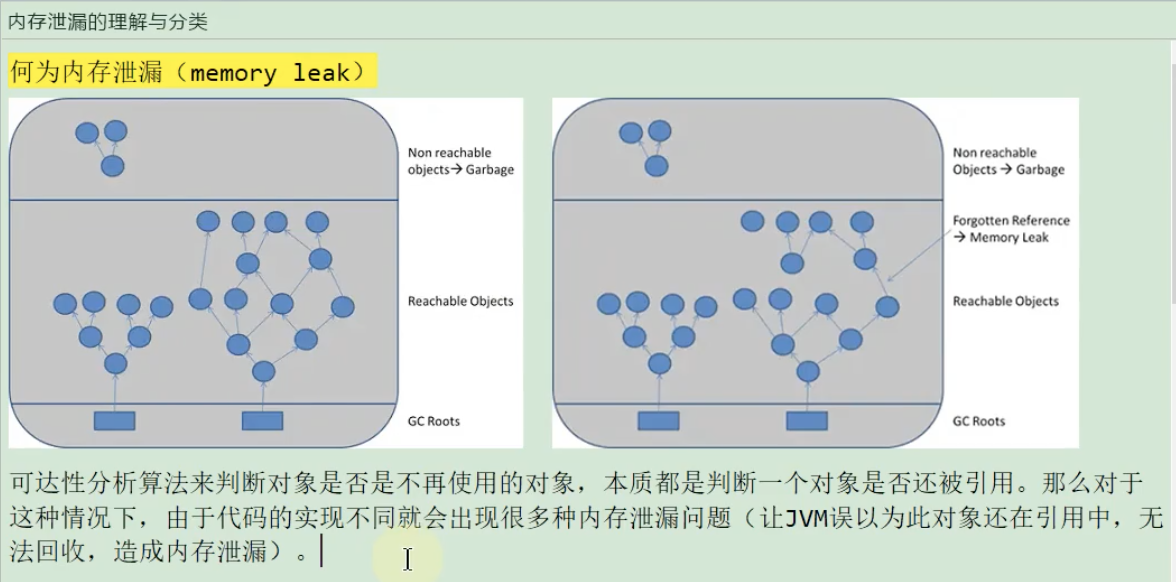 内存泄漏的理解与分类
何为内存泄漏（memory leak）
Non reachable
objects→ Garbage
Reachable Objects
GC Roots
Non reachable
Objects → Garbage
Forgotten Reference
→ Memory Leak
Reachable Objects
GC Roots
可达性分析算法来判断对象是否是不再使用的对象，本质都是判断一个对象是否还被引用。那么对于
这种情况下，由于代码的实现不同就会出现很多种内存泄漏问题（让JVM误以为此对象还在引用中，无
法回收，造成内存泄漏）。